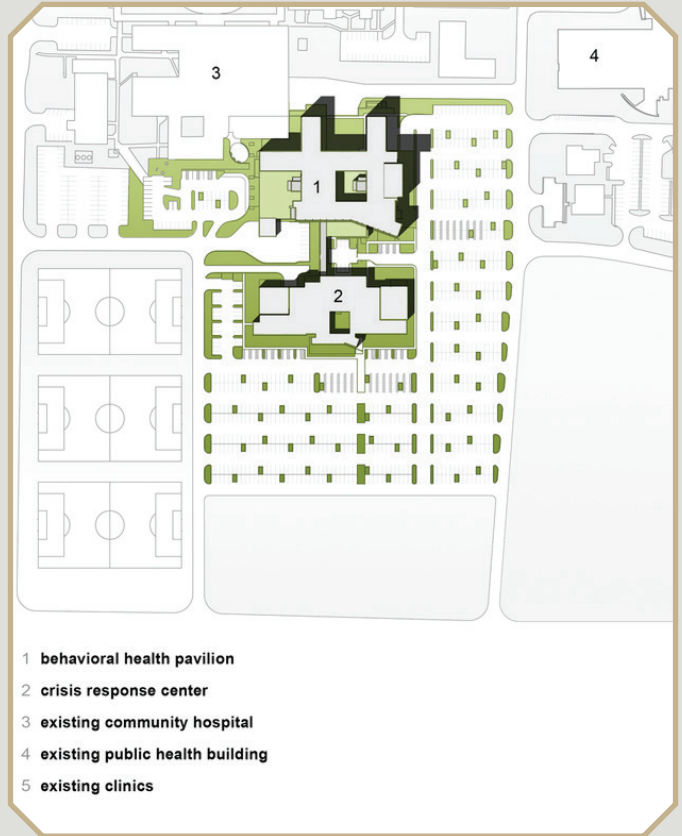 3
4
1
2
1 behavioral health pavilion
2 crisis response center
3 existing community hospital
4 existing public health building
5 existing clinics